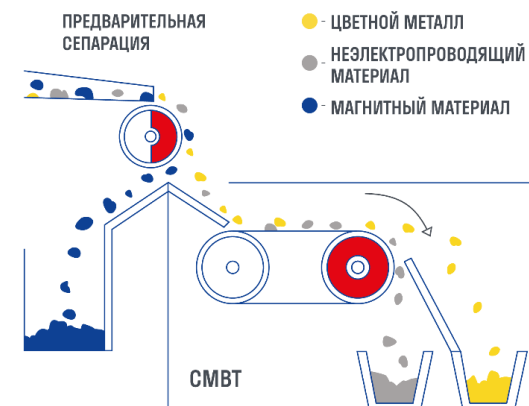 ПРЕДВАРИТЕЛЬНАЯ
СЕПАРАЦИЯ
- ЦВЕТНОЙ МЕТАЛЛ
- НЕЭЛЕКТРОПРОВОДЯЩИЙ
МАТЕРИАЛ
- МАГНИТНЫЙ МАТЕРИАЛ
СМВТ